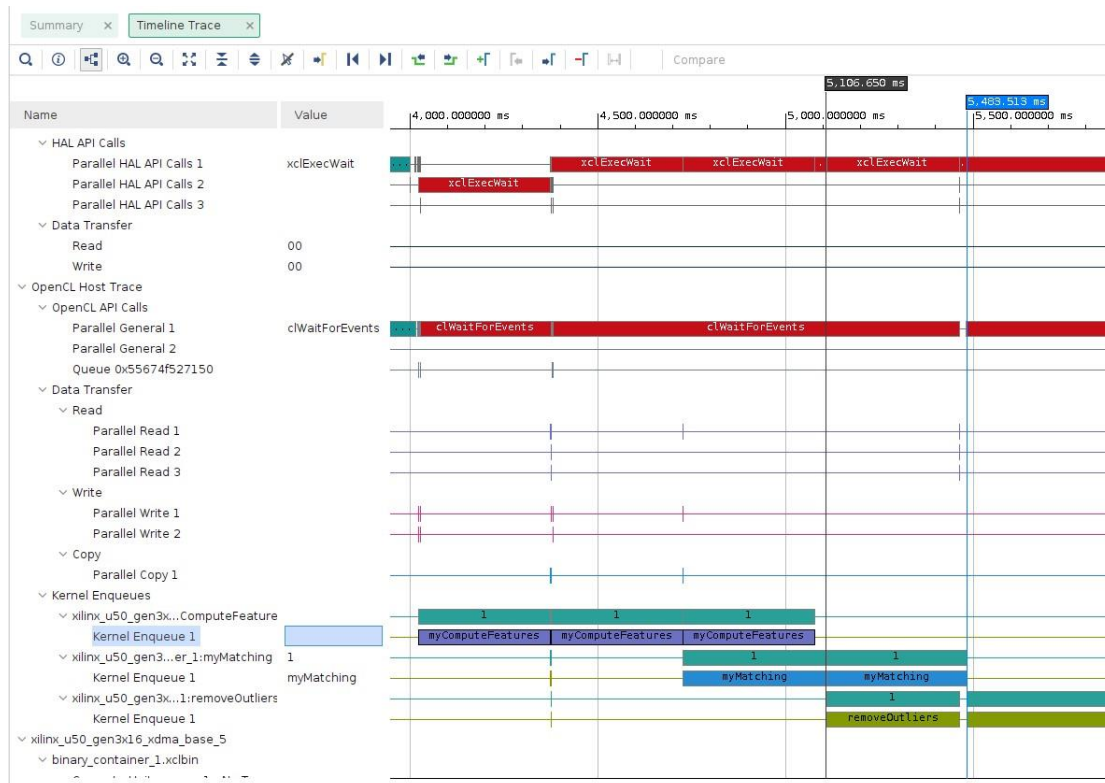 Summary × Timeline Trace ×
Compare
5,106.650 ms
5,483.513 ms
Name Value 4,000.000000 ms 4,500.000000 ms 5,000.000000 ms 5,500.000000 ms
HAL API Calls
Parallel HAL API Calls 1 xclExecWait ... xclExecWait xclExecWait . xclExecWait .
Parallel HAL API Calls 2 xclExecWait
Parallel HAL API Calls 3
Data Transfer
Read 00
Write 00
OpenCL Host Trace
OpenCL API Calls
Parallel General 1 clWaitForEvents ... clWaitForEvents clWaitForEvents
Parallel General 2
Queue 0x55674f527150
Data Transfer
Read
Parallel Read 1
Parallel Read 2
Parallel Read 3
Write
Parallel Write 1
Parallel Write 2
Copy
Parallel Copy 1
Kernel Enqueues
xilinx_u50_gen3x...ComputeFeature 1 1 1
Kernel Enqueue 1 myComputeFeatures myComputeFeatures myComputeFeatures
xilinx_u50_gen3...er_1:myMatching 1 1 1
Kernel Enqueue 1 myMatching myMatching myMatching
xilinx_u50_gen3x...1:removeOutliers 1
Kernel Enqueue 1 removeOutliers
xilinx_u50_gen3x16_xdma_base_5
binary_container_1.xclbin